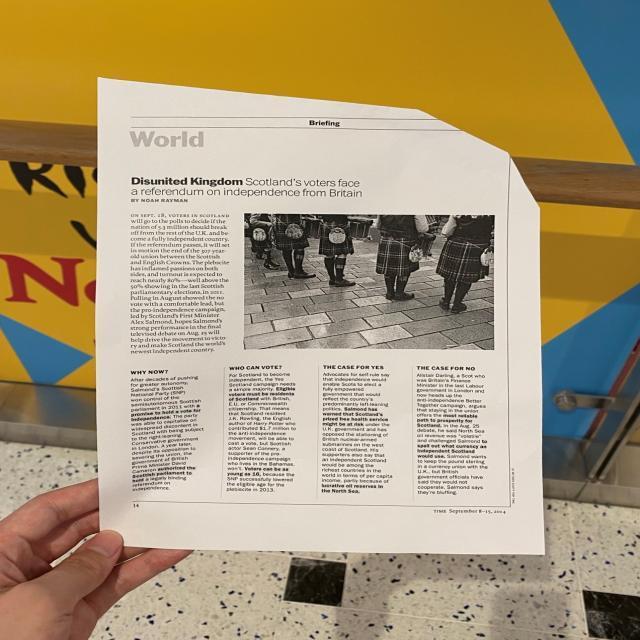 Briefing
World
Disunited Kingdom Scotland's voters face
a referendum on independence from Britain
BY NOAH RAYMAN
ON SEPT. 18, VOTERS IN SCOTLAND
will go to the polls to decide if the
nation of 5.3 million should break
off from the rest of the U.K. and be-
come a fully independent country.
If the referendum passes, it will set
in motion the end of the 307-year-
old union between the Scottish
and English Crowns. The plebiscite
has inflamed passions on both
sides, and turnout is expected to
reach nearly 80%—well above the
50% showing in the last Scottish
parliamentary elections, in 2011.
Polling in August showed the no
vote with a comfortable lead, but
the pro-independence campaign,
led by Scotland's First Minister
Alex Salmond, hopes Salmond's
strong performance in the final
televised debate on Aug. 25 will
help drive the movement to victo-
ry and make Scotland the world's
newest independent country.
WHY NOW?
After decades of pushing
for greater autonomy,
Salmond's Scottish
National Party (SNP)
won control of the
semiautonomous Scottish
parliament in 2011 with a
promise to hold a vote for
independence. The party
was able to capitalize on
widespread discontent in
Scotland with being subject
to the right-leaning
Conservative government
in London. A year later,
despite its opposition to
severing the union, the
government of British
Prime Minister David
Cameron authorized the
Scottish parliament to
hold a legally binding
referendum on
independence.
WHO CAN VOTE?
For Scotland to become
independent, the Yes
Scotland campaign needs
a simple majority. Eligible
voters must be residents
of Scotland with British,
E.U. or Commonwealth
citizenship. That means
that Scotland resident
J.K. Rowling, the English
author of Harry Potter who
contributed $1.7 million to
the anti-independence
movement, will be able to
cast a vote, but Scottish
actor Sean Connery, a
supporter of the pro-
independence campaign
who lives in the Bahamas,
won't. Voters can be as
young as 16, because the
SNP successfully lowered
the eligible age for the
plebiscite in 2013.
THE CASE FOR YES
Advocates for self-rule say
that independence would
enable Scots to elect a
fully empowered
government that would
reflect the country's
predominantly left-leaning
politics. Salmond has
warned that Scotland's
prized free health service
might be at risk under the
U.K. government and has
opposed the stationing of
British nuclear-armed
submarines on the west
coast of Scotland. His
supporters also say that
an independent Scotland
would be among the
richest countries in the
world in terms of per capita
income, partly because of
lucrative oil reserves in
the North Sea.
THE CASE FOR NO
Alistair Darling, a Scot who
was Britain's Finance
Minister in the last Labour
government in London and
now heads up the
anti-independence Better
Together campaign, argues
that staying in the union
offers the most reliable
path to prosperity for
Scotland. In the Aug. 25
debate, he said North Sea
oil revenue was "volatile"
and challenged Salmond to
spell out what currency an
independent Scotland
would use. Salmond wants
to keep the pound sterling
in a currency union with the
U.K., but British
government officials have
said they would not
cooperate. Salmond says
they're bluffing.
14
TIME September 8–15, 2014